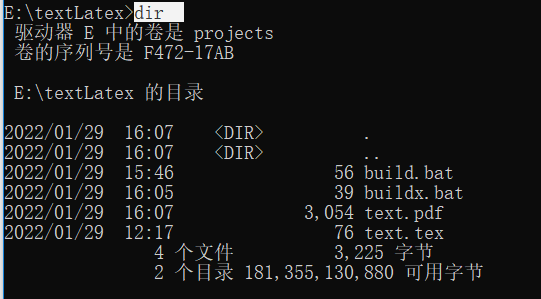 E:\textLatex>dir
驱动器 E 中的卷是 projects
卷的序列号是 F472-17AB
E:\textLatex 的目录
2022/01/29  16:07    <DIR>          .
2022/01/29  16:07    <DIR>          ..
2022/01/29  15:46                56 build.bat
2022/01/29  16:05                39 buildx.bat
2022/01/29  16:07             3,054 text.pdf
2022/01/29  12:17                76 text.tex
4 个文件          3,225 字节
2 个目录 181,355,130,880 可用字节